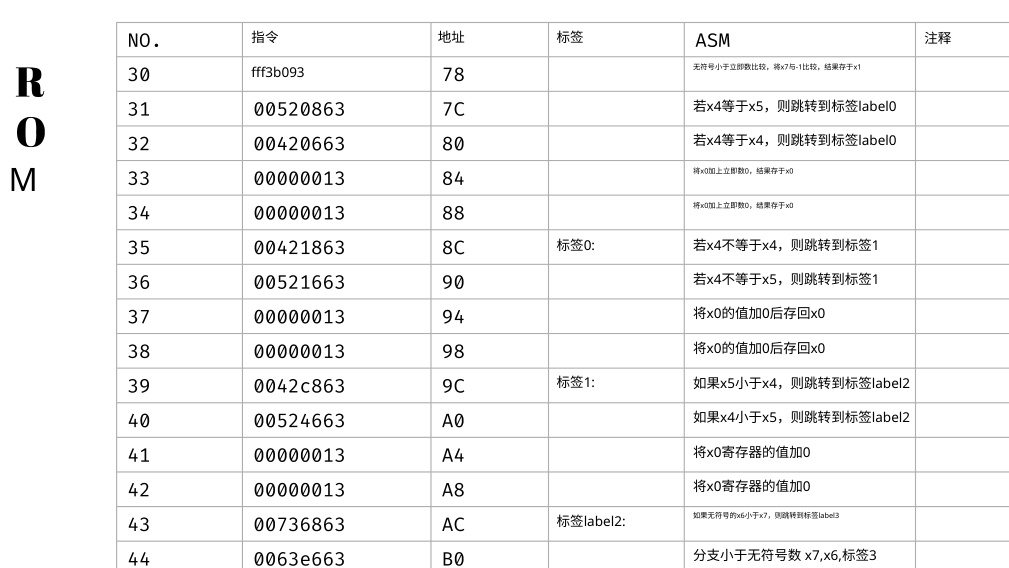 R
O
M
NO. 指令 地址 标签 ASM 注释
30 fff3b093 78 无符号小于立即数比较，将x7与-1比较，结果存于x1
31 00520863 7C 若x4等于x5，则跳转到标签label0
32 00420663 80 若x4等于x4，则跳转到标签label0
33 00000013 84 将x0加上立即数0，结果存于x0
34 00000013 88 将x0加上立即数0，结果存于x0
35 00421863 8C 标签0: 若x4不等于x4，则跳转到标签1
36 00521663 90 若x4不等于x5，则跳转到标签1
37 00000013 94 将x0的值加0后存回x0
38 00000013 98 将x0的值加0后存回x0
39 0042c863 9C 标签1: 如果x5小于x4，则跳转到标签label2
40 00524663 A0 如果x4小于x5，则跳转到标签label2
41 00000013 A4 将x0寄存器的值加0
42 00000013 A8 将x0寄存器的值加0
43 00736863 AC 标签label2: 如果无符号的x6小于x7，则跳转到标签label3
44 0063e663 B0 分支小于无符号数 x7,x6,标签3